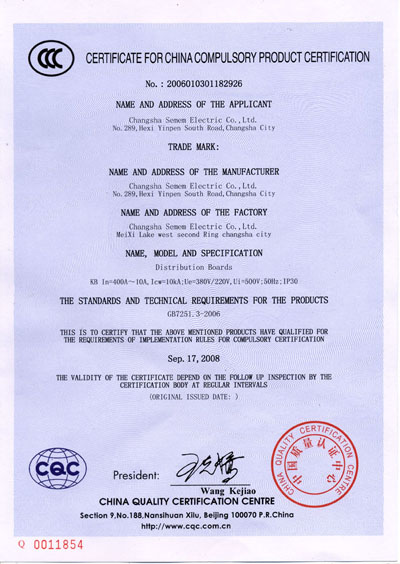 CCC
CERTIFICATE FOR CHINA COMPULSORY PRODUCT CERTIFICATION
No. : 2006010301182926
NAME AND ADDRESS OF THE APPLICANT
Changsha Semem Electric Co.,Ltd.
No.289,Hexi Yinpen South Road,Changsha City
TRADE MARK:
NAME AND ADDRESS OF THE MANUFACTURER
Changsha Semem Electric Co.,Ltd.
No.289,Hexi Yinpen South Road,Changsha City
NAME AND ADDRESS OF THE FACTORY
Changsha Semem Electric Co.,Ltd.
MeiXi Lake west second Ring changsha city
NAME, MODEL AND SPECIFICATION
Distribution Boards
KB In=400A~10A,Icw=10kA;Ue=380V/220V,Ui=500V;50Hz;IP30
THE STANDARDS AND TECHNICAL REQUIREMENTS FOR THE PRODUCTS
GB7251.3-2006
THIS IS TO CERTIFY THAT THE ABOVE MENTIONED PRODUCTS HAVE QUALIFIED FOR
THE REQUIREMENTS OF IMPLEMENTATION RULES FOR COMPULSORY CERTIFICATION
Sep. 17, 2008
THE VALIDITY OF THE CERTIFICATE DEPEND ON THE FOLLOW UP INSPECTION BY THE
CERTIFICATION BODY AT REGULAR INTERVALS
(ORIGINAL ISSUED DATE: )
CHINA QUALITY CERTIFICATION CENTRE
中国质量认证中心
CQC
President:
Wang Kejiao
CHINA QUALITY CERTIFICATION CENTRE
Section 9,No.188,Nansihuan Xilu, Beijing 100070 P.R.China
http://www.cqc.com.cn
Q 0011854